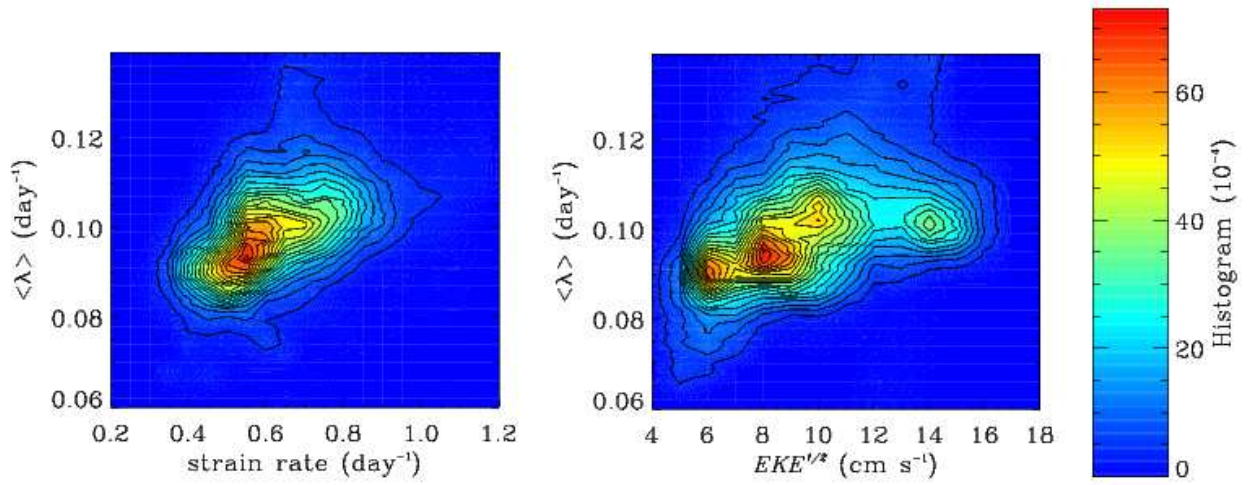 0.12
0.10
0.08
0.06
<λ> (day⁻¹)
0.2 0.4 0.6 0.8 1.0 1.2
strain rate (day⁻¹)
0.12
0.10
0.08
0.06
<λ> (day⁻¹)
4 6 8 10 12 14 16 18
EKE¹/² (cm s⁻¹)
60
40
20
0
Histogram (10⁻⁴)